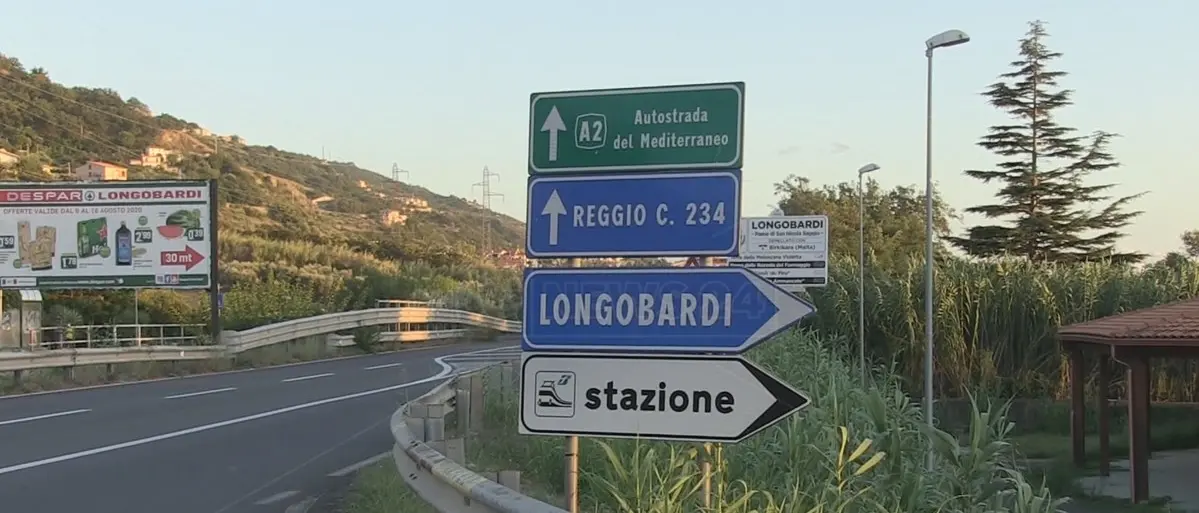 A2
Autostrada
del Mediterraneo
REGGIO C. 234
LONGOBARDI
stazione
DESPAR LONGOBARDI
OFFERTE VALIDE DAL 6 AL 16 AGOSTO 2020
30 mt
LONGOBARDI
Paese di San Nicola Saggio
GEMELLATO CON
Birkirkara (Malta)